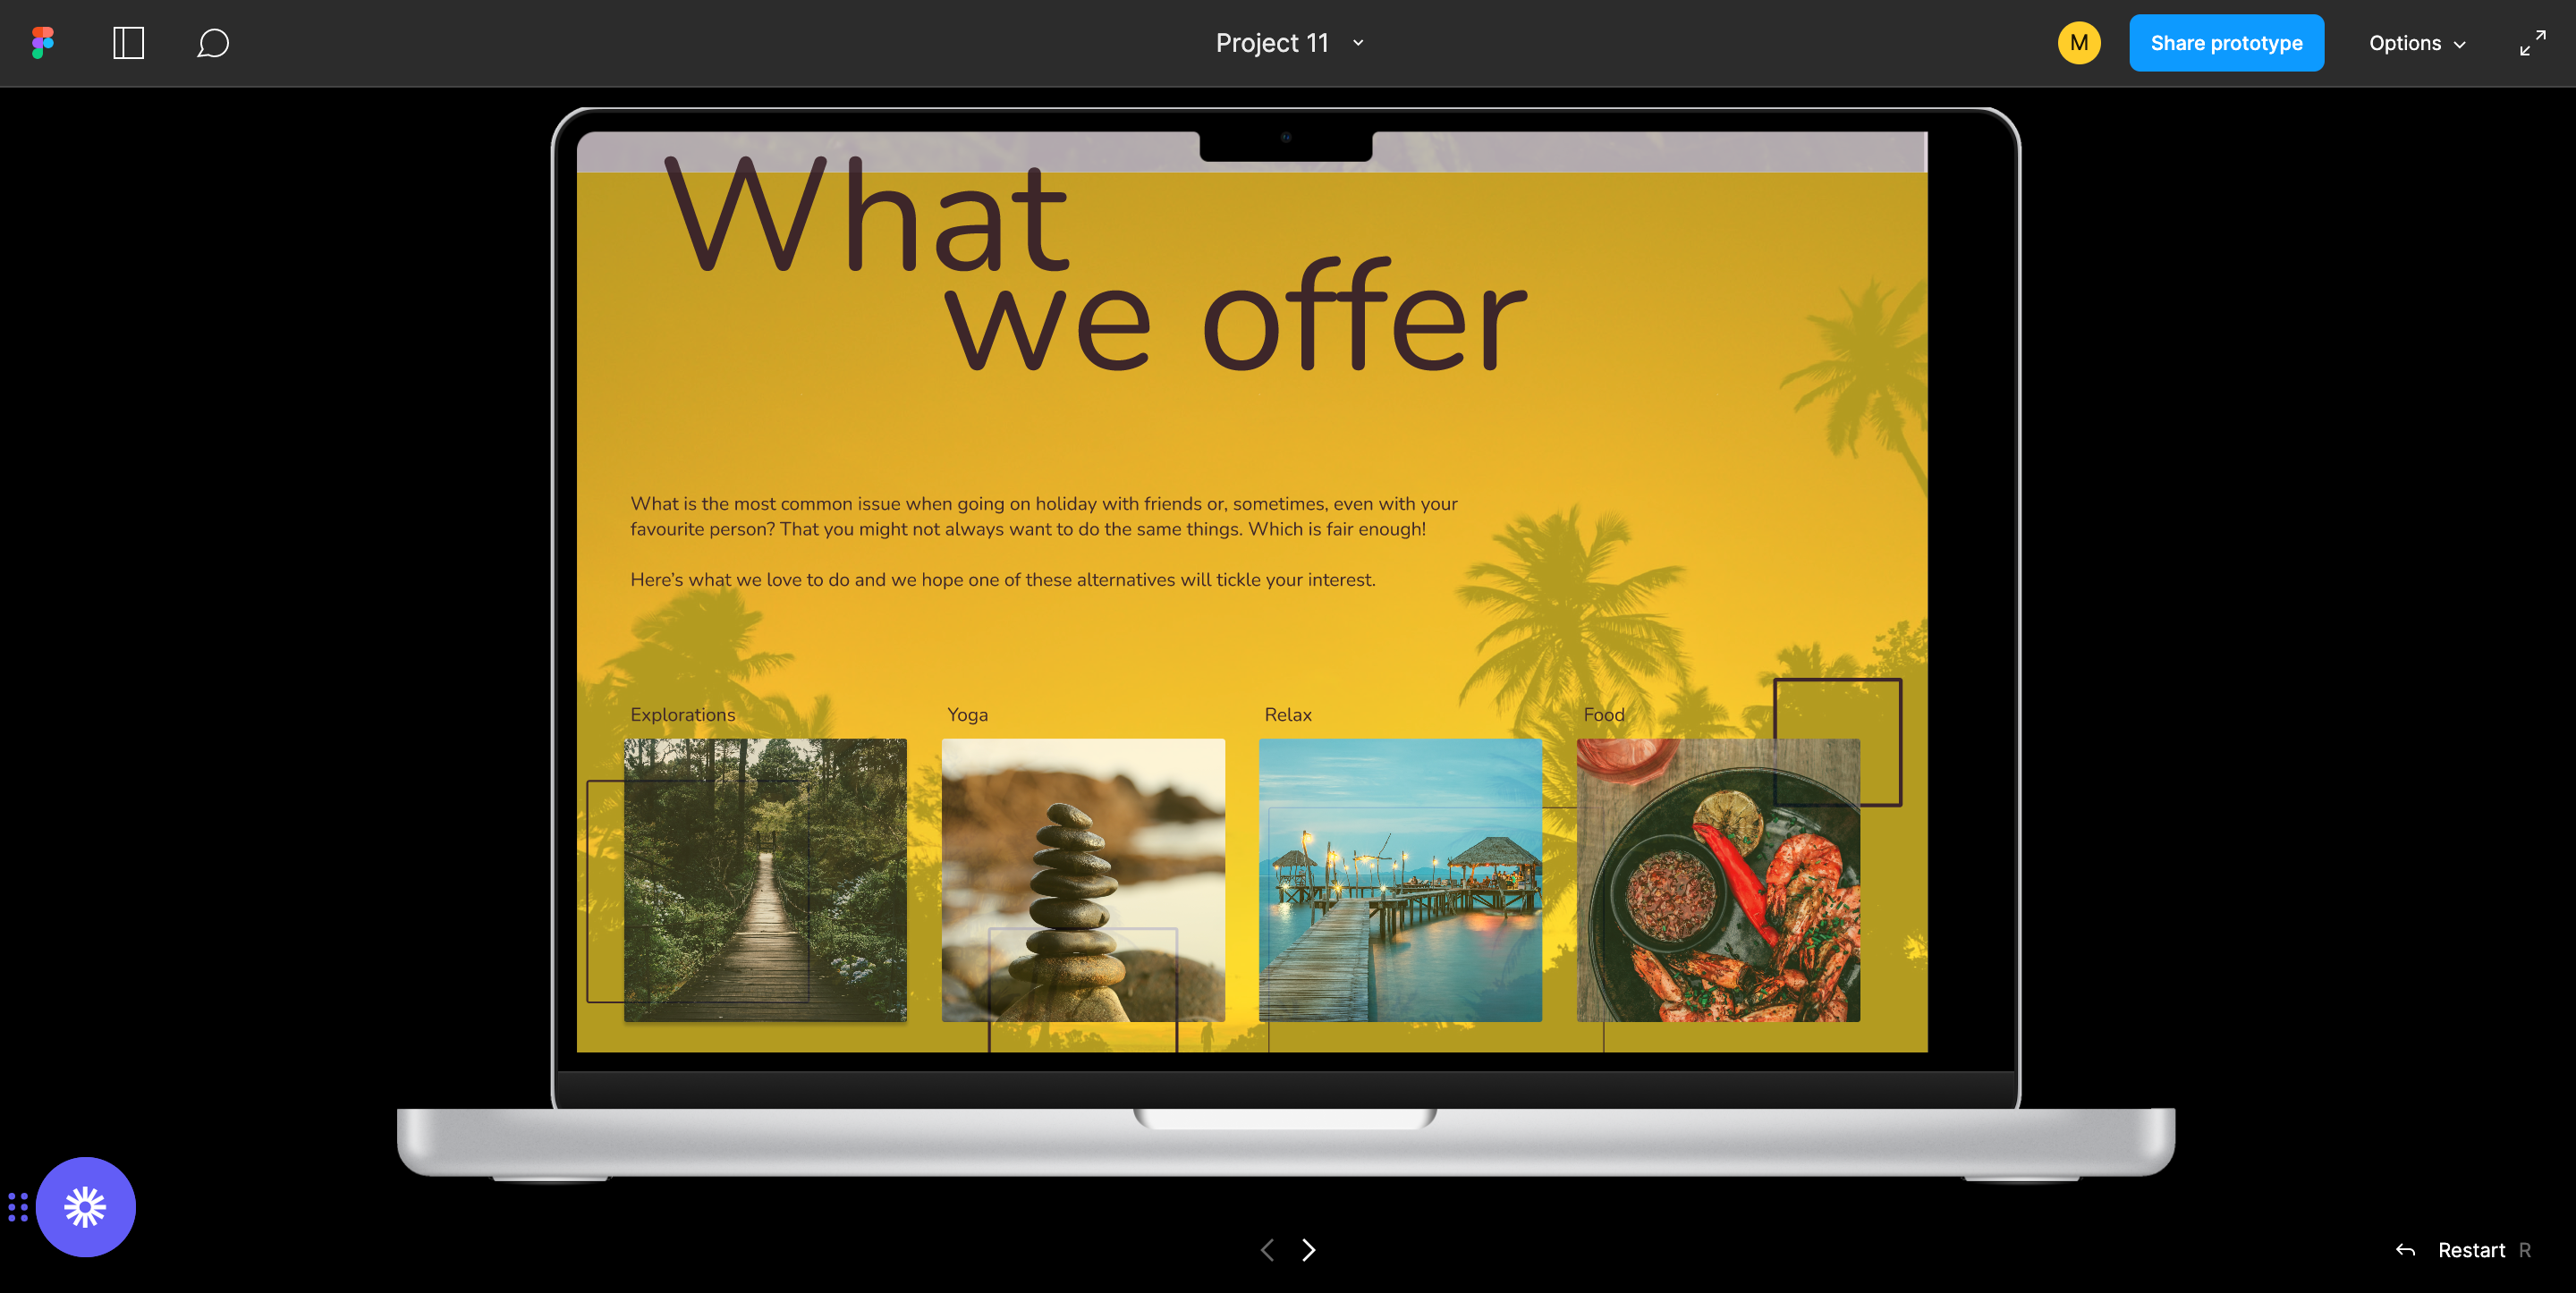 Project 11
M
Share prototype
Options
What
we offer
What is the most common issue when going on holiday with friends or, sometimes, even with your
favourite person? That you might not always want to do the same things. Which is fair enough!
Here's what we love to do and we hope one of these alternatives will tickle your interest.
Explorations
Yoga
Relax
Food
Restart R